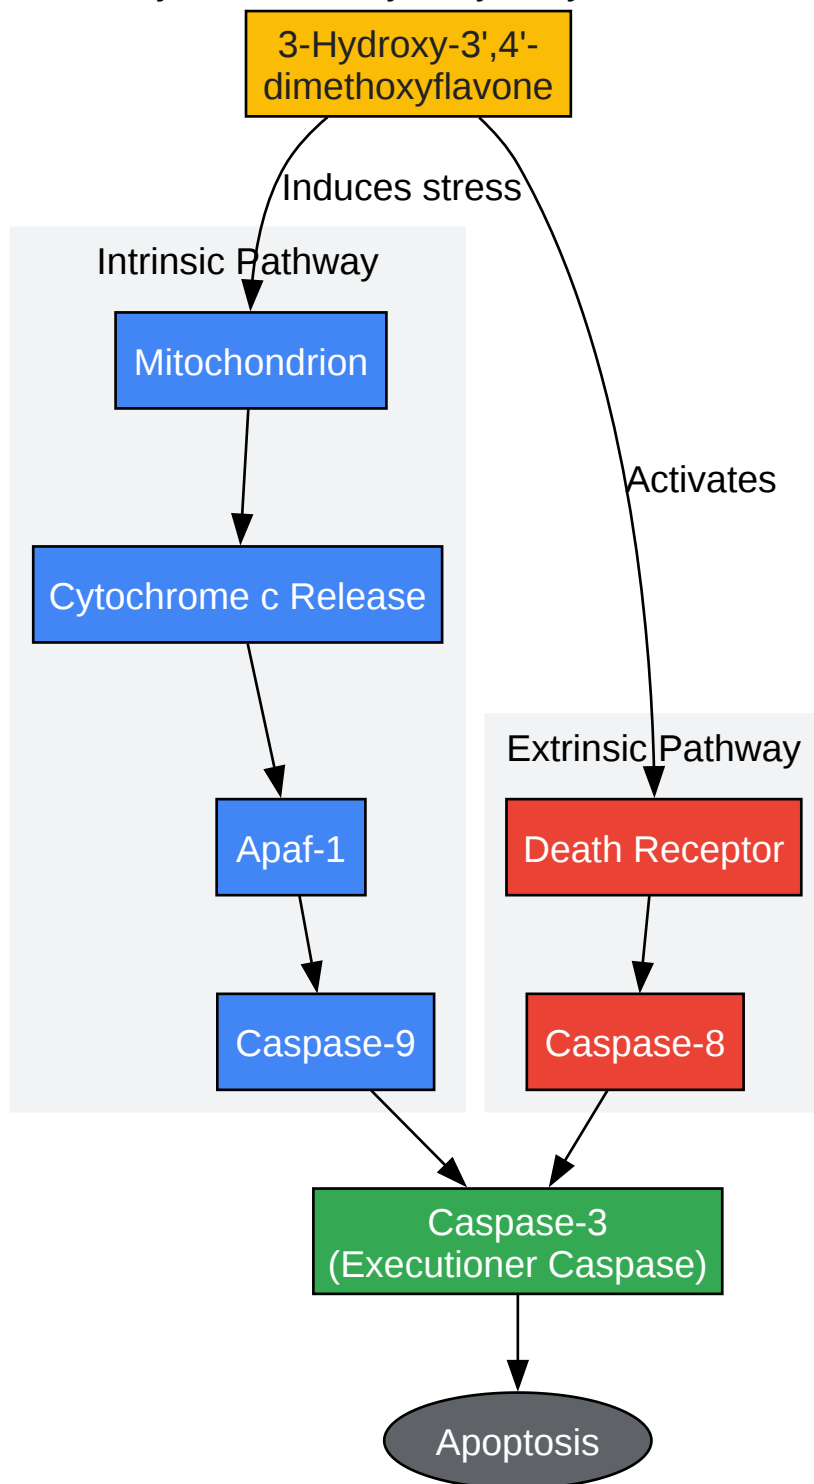 3-Hydroxy-3',4'-
dimethoxyflavone
Induces stress
Intrinsic Pathway
Mitochondrion
Activates
Cytochrome c Release
Extrinsic Pathway
Apaf-1
Death Receptor
Caspase-9
Caspase-8
Caspase-3
(Executioner Caspase)
Apoptosis